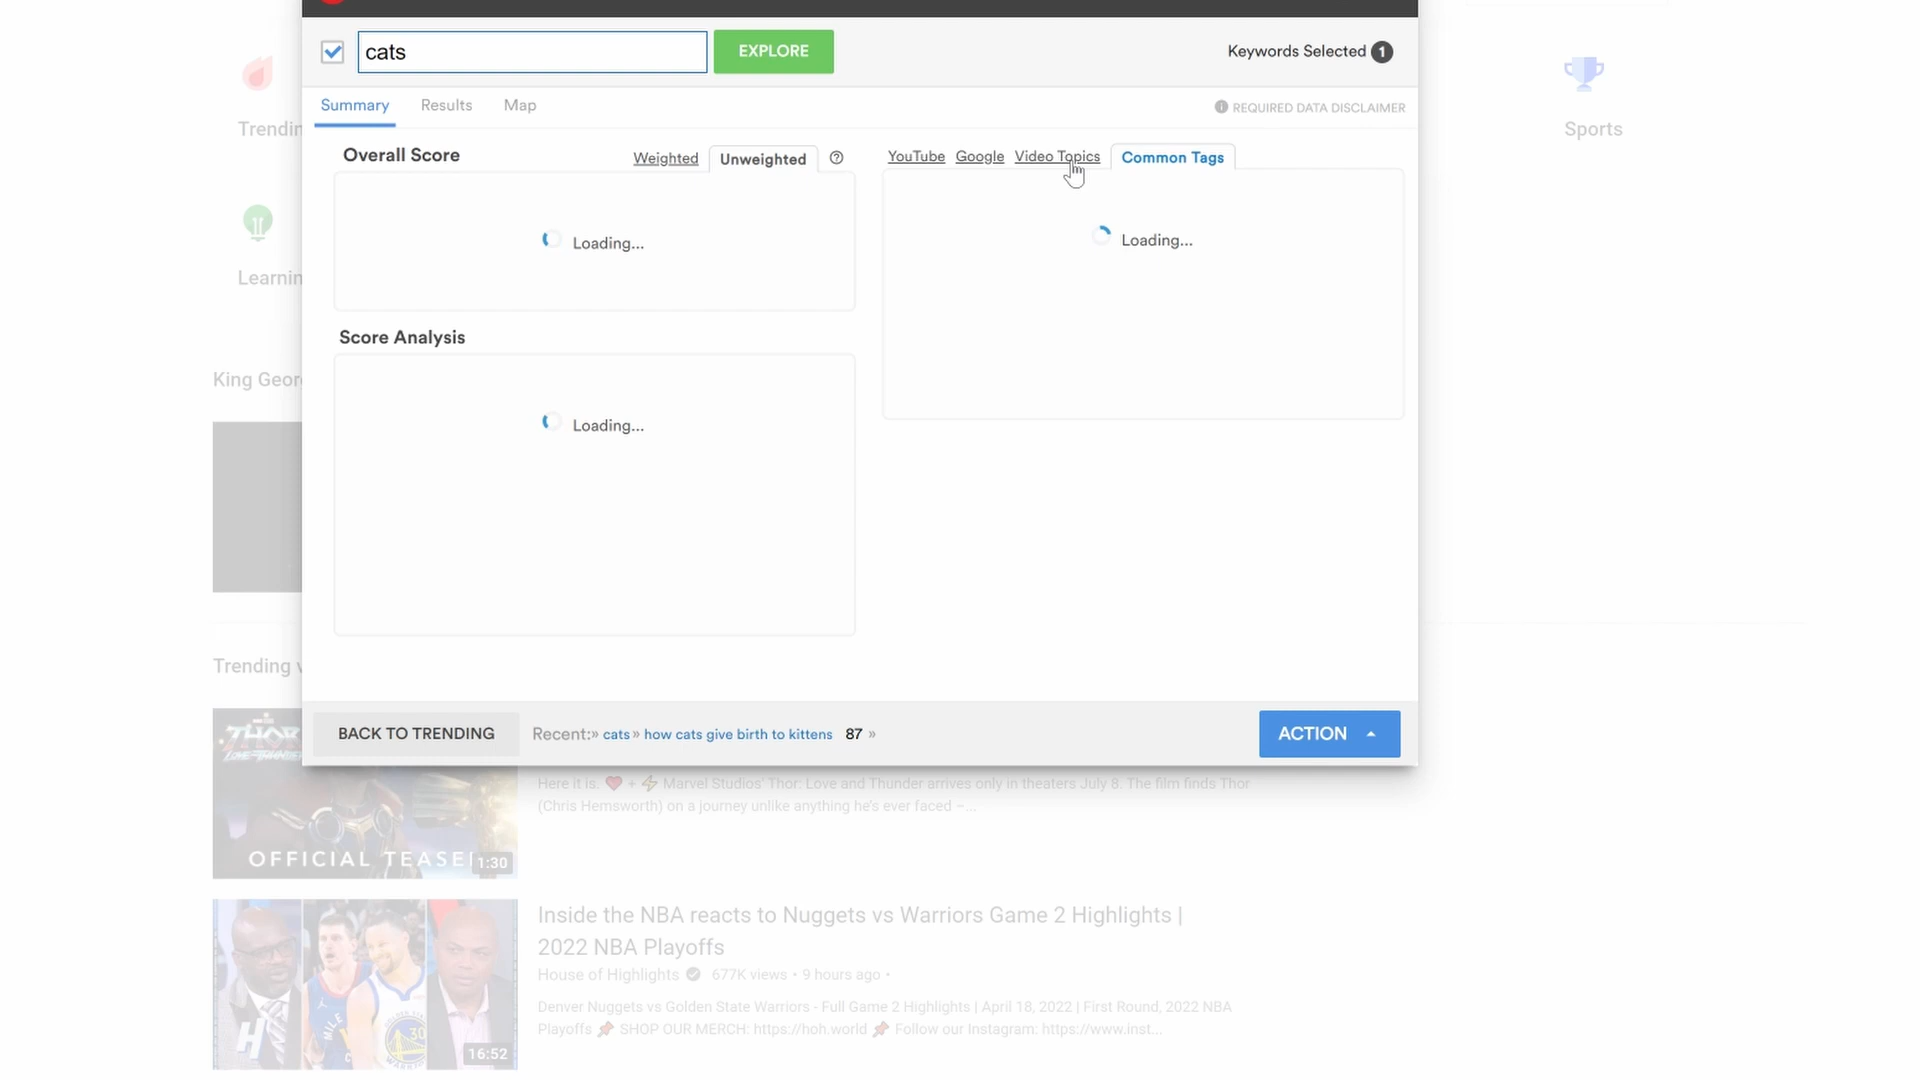 cats
EXPLORE
Keywords Selected 1
Summary
Results
Map
REQUIRED DATA DISCLAIMER
Trendin
Sports
Overall Score
Weighted
Unweighted
YouTube
Google
Video Topics
Common Tags
Loading...
Loading...
Learnin
Score Analysis
King Geor
Loading...
Trending v
BACK TO TRENDING
Recent:» cats » how cats give birth to kittens 87 »
ACTION
THOR
LOVE AND THUNDER
OFFICIAL TEASE
1:30
Here it is. ❤️ + ⚡ Marvel Studios' Thor: Love and Thunder arrives only in theaters July 8. The film finds Thor
(Chris Hemsworth) on a journey unlike anything he's ever faced –...
H
30
16:52
Inside the NBA reacts to Nuggets vs Warriors Game 2 Highlights |
2022 NBA Playoffs
House of Highlights 677K views • 9 hours ago •
Denver Nuggets vs Golden State Warriors - Full Game 2 Highlights | April 18, 2022 | First Round, 2022 NBA
Playoffs 📌 SHOP OUR MERCH: https://hoh.world 📌 Follow our Instagram: https://www.inst...